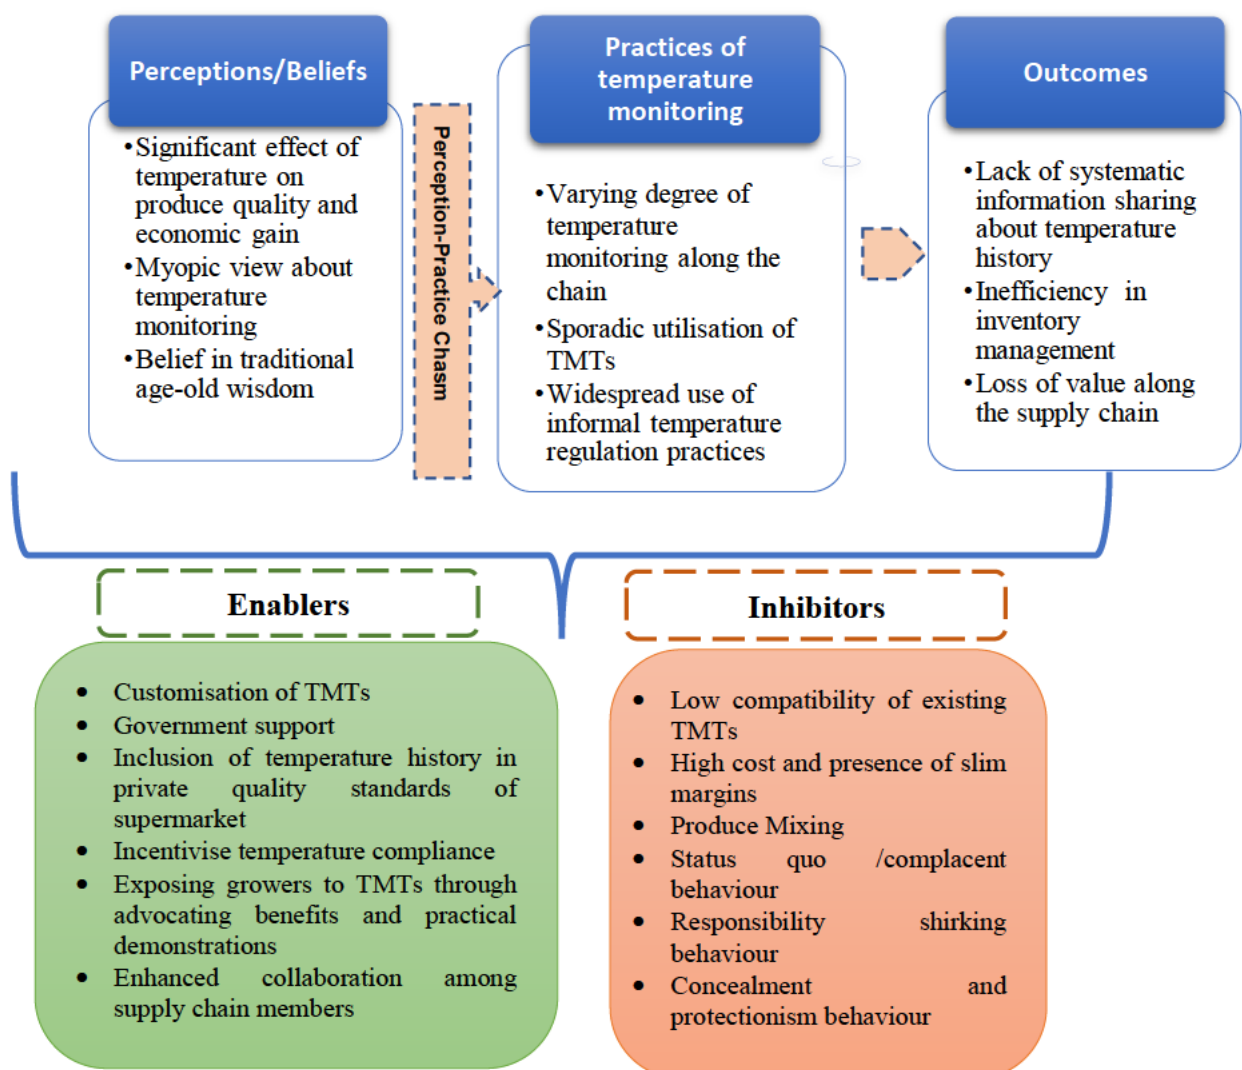 Perceptions/Beliefs
•Significant effect of
temperature on
produce quality and
economic gain
•Myopic view about
temperature
monitoring
•Belief in traditional
age-old wisdom
Perception-Practice Chasm
Practices of
temperature
monitoring
•Varying degree of
temperature
monitoring along the
chain
•Sporadic utilisation of
TMTs
•Widespread use of
informal temperature
regulation practices
Outcomes
•Lack of systematic
information sharing
about temperature
history
•Inefficiency in
inventory
management
•Loss of value along
the supply chain
Enablers
• Customisation of TMTs
• Government support
• Inclusion of temperature history in
private quality standards of
supermarket
• Incentivise temperature compliance
• Exposing growers to TMTs through
advocating benefits and practical
demonstrations
• Enhanced collaboration among
supply chain members
Inhibitors
• Low compatibility of existing
TMTs
• High cost and presence of slim
margins
• Produce Mixing
• Status quo /complacent
behaviour
• Responsibility shirking
behaviour
• Concealment and
protectionism behaviour